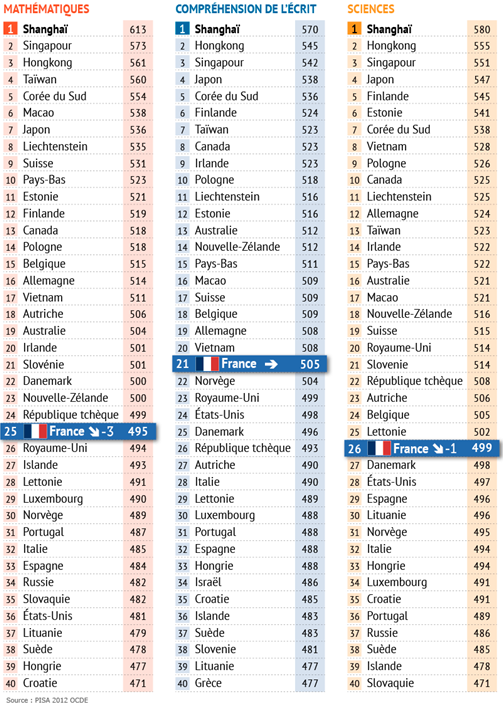 MATHÉMATIQUES
1 Shanghaï 613
2 Singapour 573
3 Hongkong 561
4 Taïwan 560
5 Corée du Sud 554
6 Macao 538
7 Japon 536
8 Liechtenstein 535
9 Suisse 531
10 Pays-Bas 523
11 Estonie 521
12 Finlande 519
13 Canada 518
14 Pologne 518
15 Belgique 515
16 Allemagne 514
17 Vietnam 511
18 Autriche 506
19 Australie 504
20 Irlande 501
21 Slovénie 501
22 Danemark 500
23 Nouvelle-Zélande 500
24 République tchèque 499
25 France -3 495
26 Royaume-Uni 494
27 Islande 493
28 Lettonie 491
29 Luxembourg 490
30 Norvège 489
31 Portugal 487
32 Italie 485
33 Espagne 484
34 Russie 482
35 Slovaquie 482
36 États-Unis 481
37 Lituanie 479
38 Suède 478
39 Hongrie 477
40 Croatie 471
COMPRÉHENSION DE L'ÉCRIT
1 Shanghaï 570
2 Hongkong 545
3 Singapour 542
4 Japon 538
5 Corée du Sud 536
6 Finlande 524
7 Taïwan 523
8 Canada 523
9 Irlande 523
10 Pologne 518
11 Liechtenstein 516
12 Estonie 516
13 Australie 512
14 Nouvelle-Zélande 512
15 Pays-Bas 511
16 Macao 509
17 Suisse 509
18 Belgique 509
19 Allemagne 508
20 Vietnam 508
21 France 505
22 Norvège 504
23 Royaume-Uni 499
24 États-Unis 498
25 Danemark 496
26 République tchèque 493
27 Autriche 490
28 Italie 490
29 Lettonie 489
30 Luxembourg 488
31 Portugal 488
32 Espagne 488
33 Hongrie 488
34 Israël 486
35 Croatie 485
36 Islande 483
37 Suède 483
38 Slovenie 481
39 Lituanie 477
40 Grèce 477
SCIENCES
1 Shanghaï 580
2 Hongkong 555
3 Singapour 551
4 Japon 547
5 Finlande 545
6 Estonie 541
7 Corée du Sud 538
8 Vietnam 528
9 Pologne 526
10 Canada 525
11 Liechtenstein 525
12 Allemagne 524
13 Taïwan 523
14 Irlande 522
15 Pays-Bas 522
16 Australie 521
17 Macao 521
18 Nouvelle-Zélande 516
19 Suisse 515
20 Royaume-Uni 514
21 Slovenie 514
22 République tchèque 508
23 Autriche 506
24 Belgique 505
25 Lettonie 502
26 France -1 499
27 Danemark 498
28 États-Unis 497
29 Espagne 496
30 Lituanie 496
31 Norvège 495
32 Italie 494
33 Hongrie 494
34 Luxembourg 491
35 Croatie 491
36 Portugal 489
37 Russie 486
38 Suède 485
39 Islande 478
40 Slovaquie 471
Source : PISA 2012 OCDE